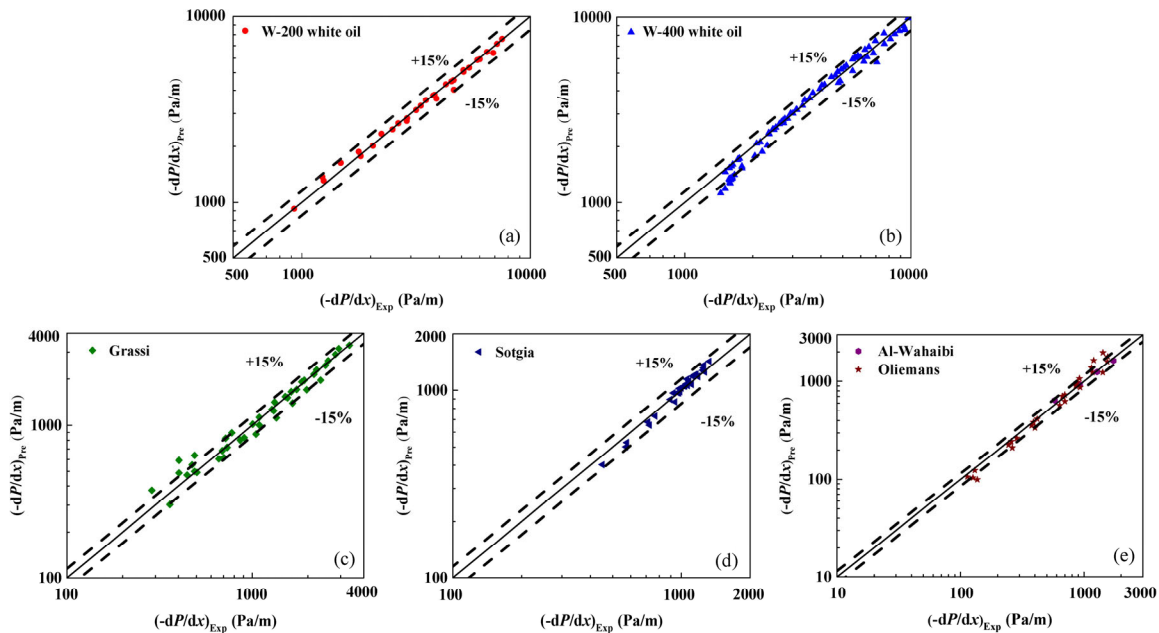 10000
W-200 white oil
+15%
-15%
(-dP/dx)Pre (Pa/m)
1000
(a)
500
500 1000 10000
(-dP/dx)Exp (Pa/m)
10000
W-400 white oil
+15%
-15%
(-dP/dx)Pre (Pa/m)
1000
(b)
500
500 1000 10000
(-dP/dx)Exp (Pa/m)
4000
Grassi
+15%
-15%
1000
(-dP/dx)Pre (Pa/m)
(c)
100
100 1000 4000
(-dP/dx)Exp (Pa/m)
2000
Sotgia
+15%
1000
-15%
(-dP/dx)Pre (Pa/m)
(d)
100
100 1000 2000
(-dP/dx)Exp (Pa/m)
3000
Al-Wahaibi
Oliemans
1000
+15%
-15%
(-dP/dx)Pre (Pa/m)
100
(e)
10
10 100 1000 3000
(-dP/dx)Exp (Pa/m)